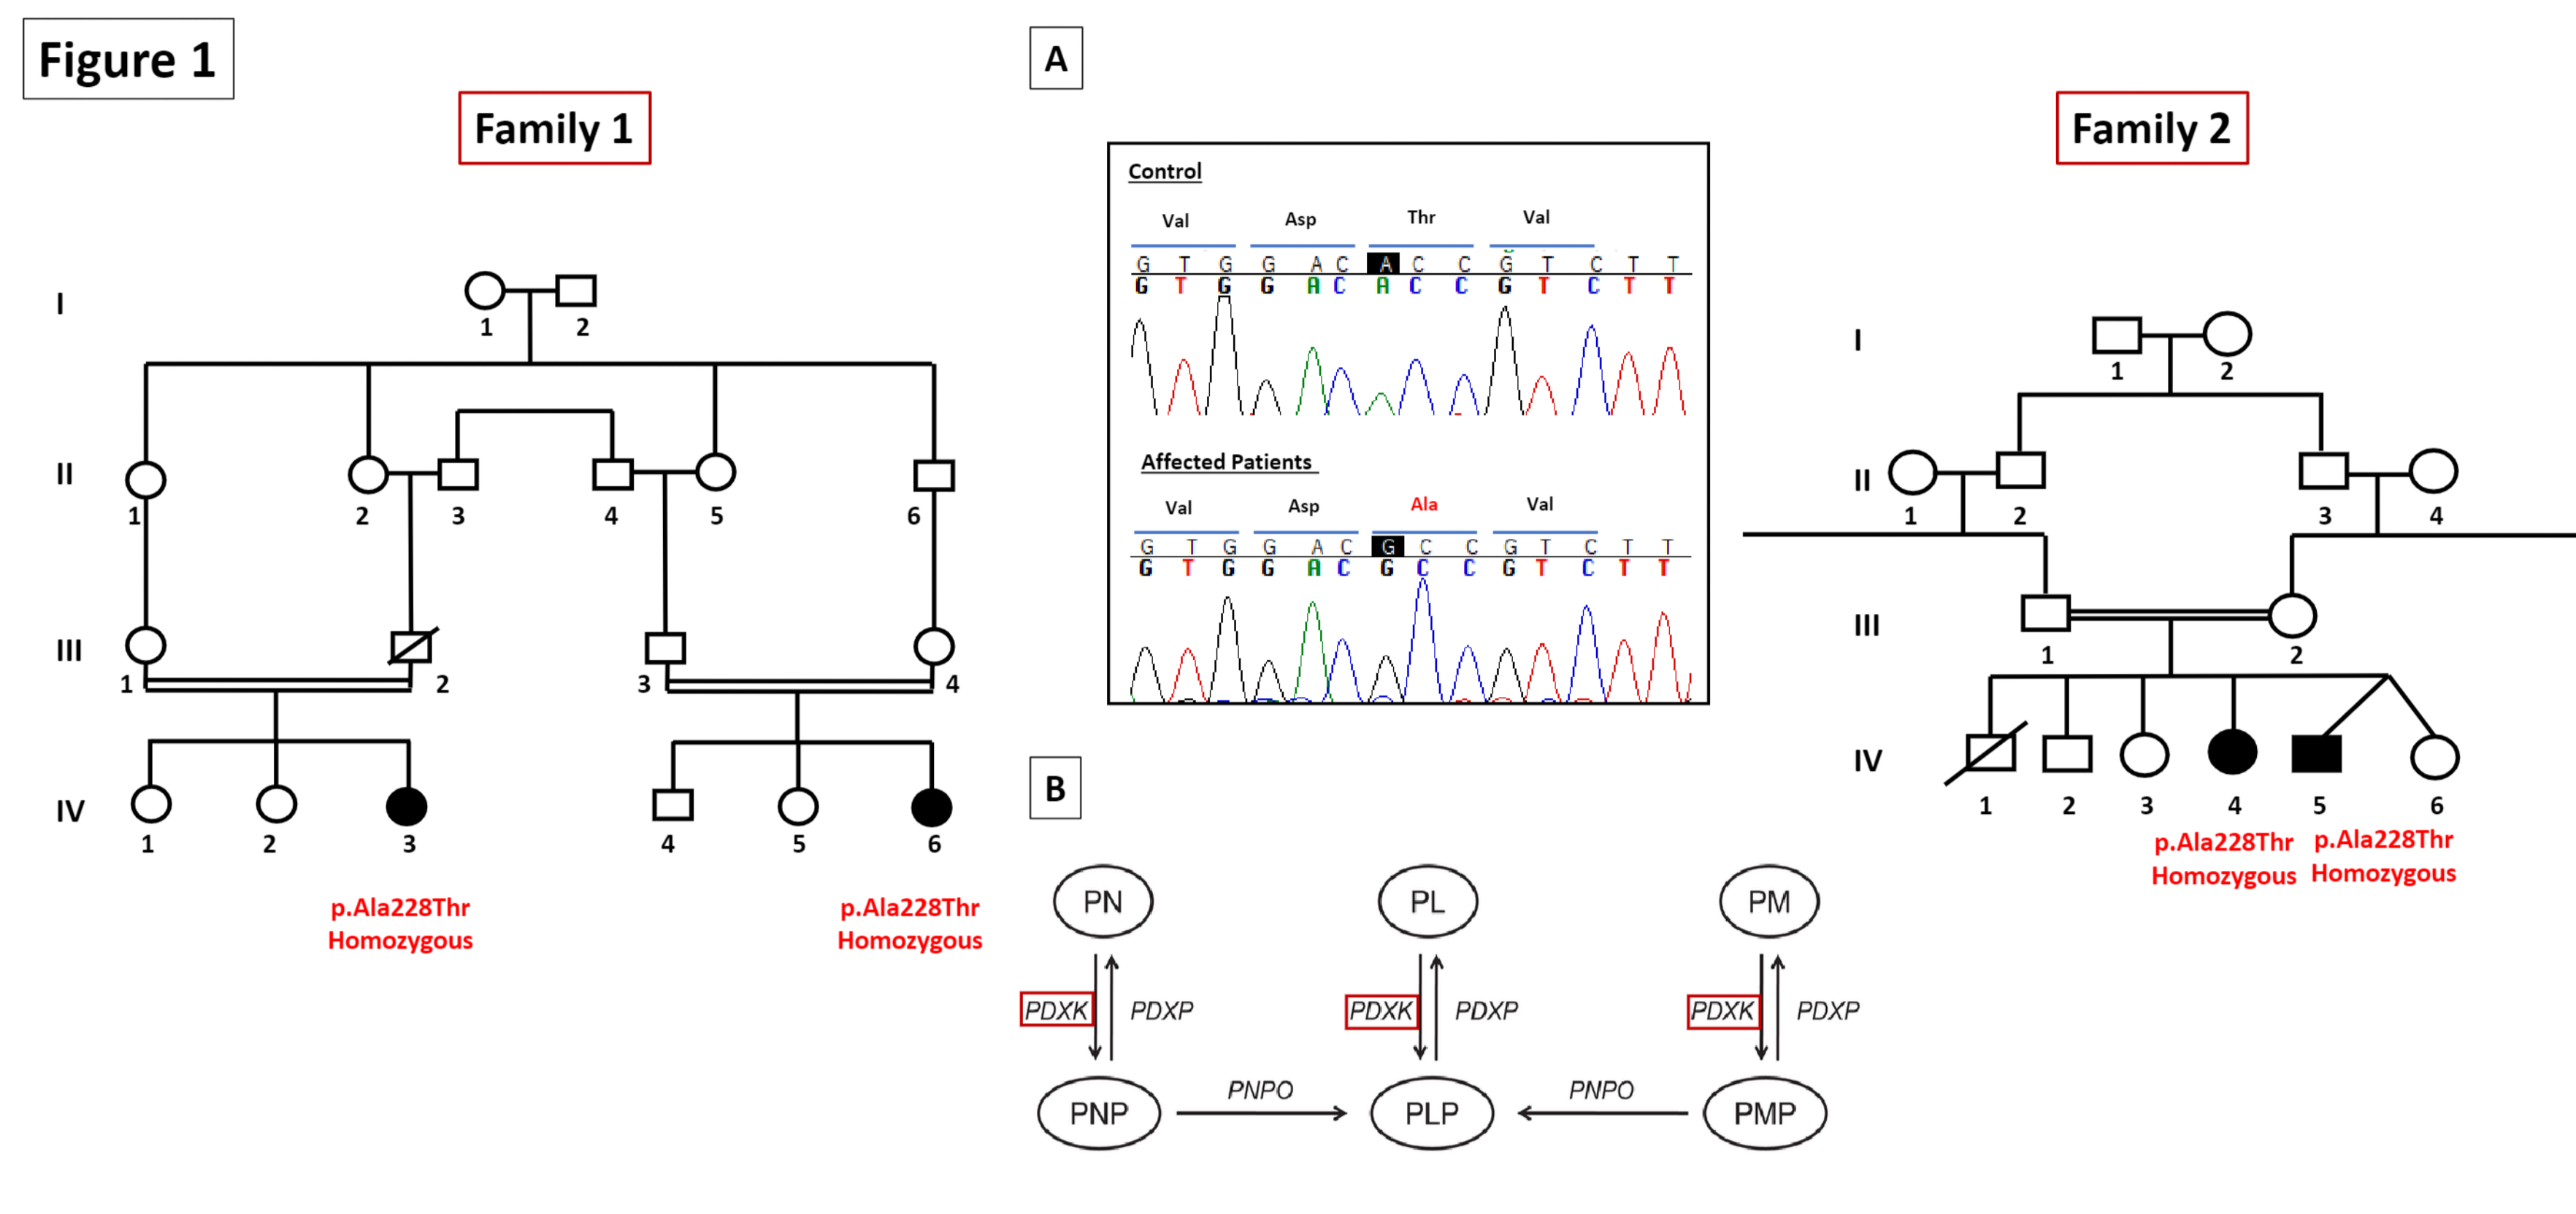 Figure 1
A
Family 1
Family 2
I
1 2
II
1 2 3 4 5 6
III
1 2 3 4
IV
1 2 3 4 5 6
p.Ala228Thr p.Ala228Thr
Homozygous Homozygous
Control
Val Asp Thr Val
G T G G A C A C C G T C T T
G T G G A C A C C G T C T T
Affected Patients
Val Asp Ala Val
G T G G A C G C C G T C T T
G T G G A C G C C G T C T T
I
1 2
II
1 2 3 4
III
1 2
IV
1 2 3 4 5 6
p.Ala228Thr p.Ala228Thr
Homozygous Homozygous
B
PN PL PM
PDXK PDXP PDXK PDXP PDXK PDXP
PNPO PNPO
PNP PLP PMP